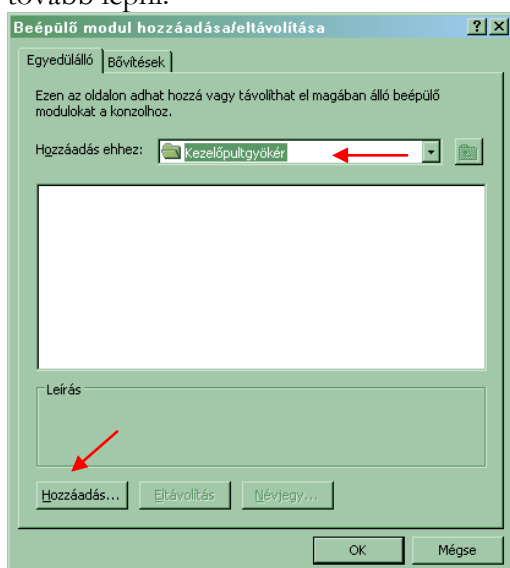 tovább lépni.
Beépülő modul hozzáadása/eltávolítása
Egyedülálló Bővítések
Ezen az oldalon adhat hozzá vagy távolíthat el magában álló beépülő
modulokat a konzolhoz.
Hozzáadás ehhez: Kezelőpultgyökér
Leírás
Hozzáadás... Eltávolítás Névjegy...
OK Mégse